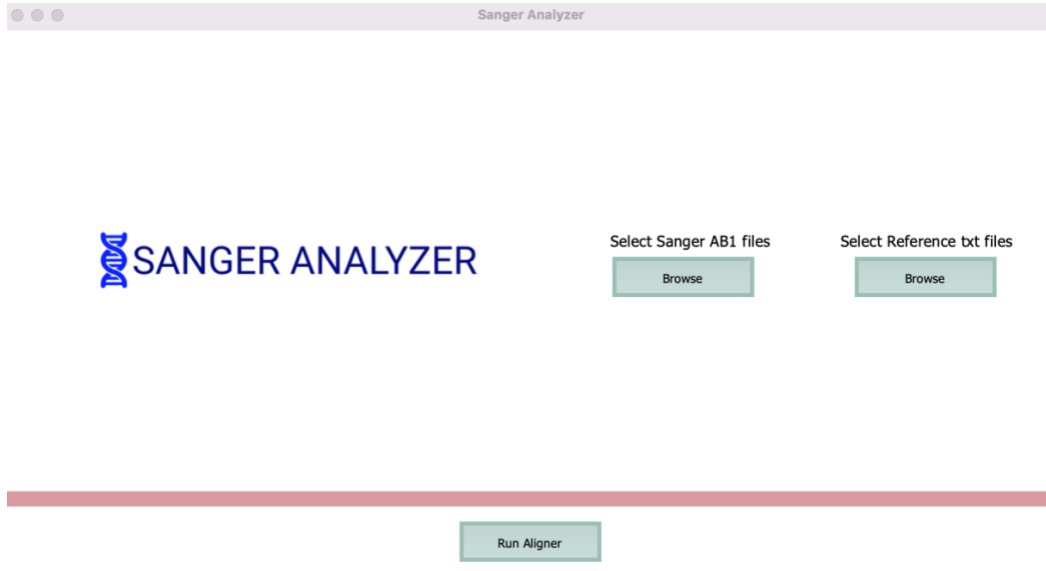 Sanger Analyzer
SANGER ANALYZER
Select Sanger AB1 files
Browse
Select Reference txt files
Browse
Run Aligner